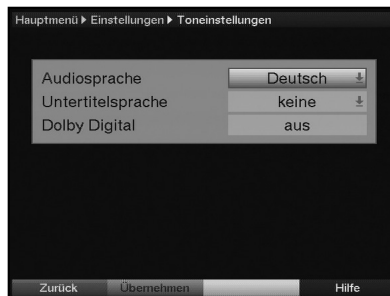 Hauptmenü ▶ Einstellungen ▶ Toneinstellungen
Audiosprache Deutsch
Untertitelsprache keine
Dolby Digital aus
Zurück Übernehmen Hilfe